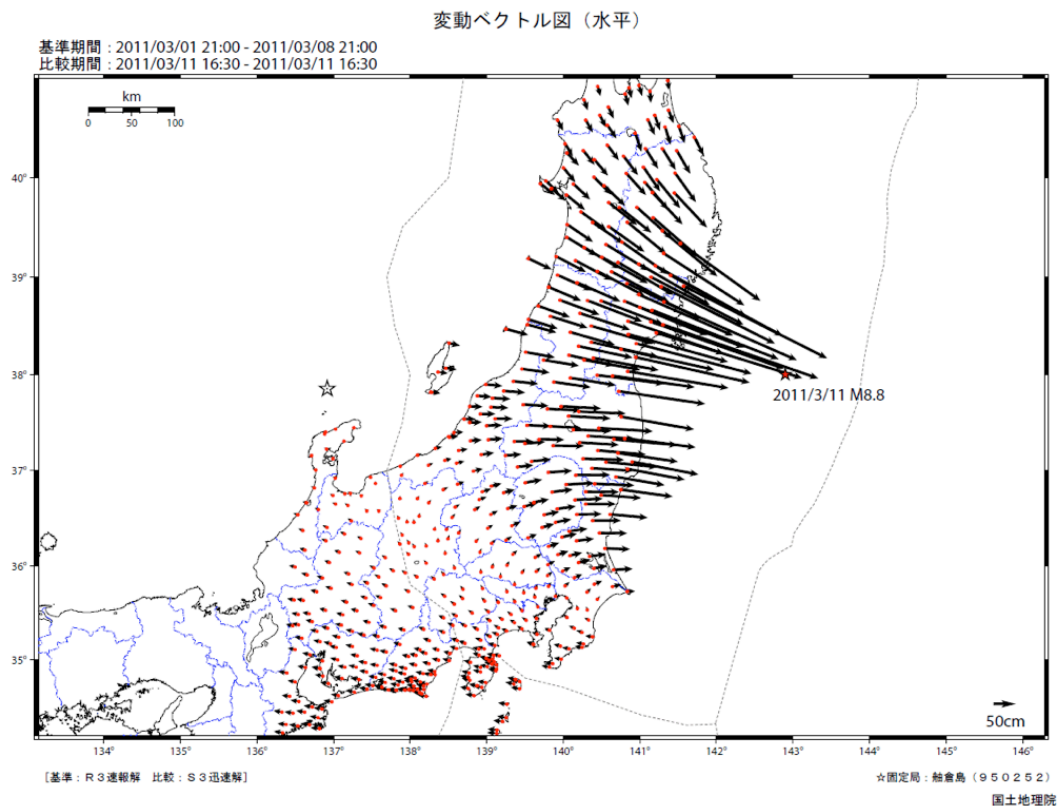 変動ベクトル図（水平）
基準期間：2011/03/01 21:00 - 2011/03/08 21:00
比較期間：2011/03/11 16:30 - 2011/03/11 16:30
km
0 50 100
40°
39°
38°
2011/3/11 M8.8
37°
36°
35°
50cm
134° 135° 136° 137° 138° 139° 140° 141° 142° 143° 144° 145° 146°
［基準：Ｒ３速報解　比較：Ｓ３迅速解］
☆固定局：舳倉島（９５０２５２）
国土地理院